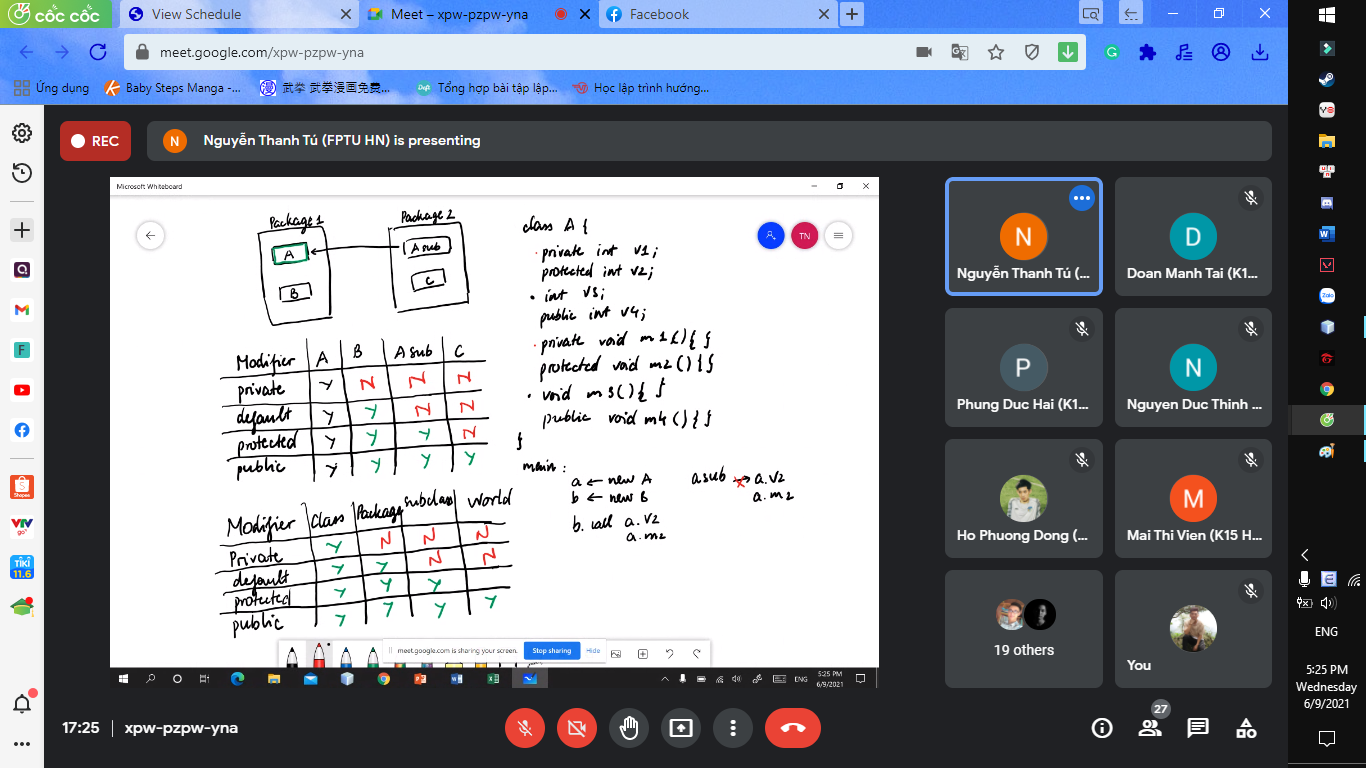 cốc cốc
View Schedule
Meet – xpw-pzpw-yna
Facebook
meet.google.com/xpw-pzpw-yna
Ứng dụng
Baby Steps Manga -...
武拳 武拳漫画免费...
Tổng hợp bài tập lập...
Học lập trình hướng...
REC
N
Nguyễn Thanh Tú (FPTU HN) is presenting
Microsoft Whiteboard
TN
Package 1
Package 2
A
A sub
B
C
class A {
private int v1;
protected int v2;
int v3;
public int v4;
private void m1(){ }
protected void m2(){ }
void m3(){ }
public void m4(){ }
}
Modifier A B A sub C
private Y N N N
default Y Y N N
protected Y Y Y N
public Y Y Y Y
main:
a ← new A
b ← new B
b. call a.v2
a.m2
asub x→ a.v2
a.m2
Modifier Class Package subclass World
Private Y N N N
default Y Y N N
protected Y Y Y
public Y Y Y Y
meet.google.com is sharing your screen.
Stop sharing
Hide
ENG
5:25 PM
6/9/2021
N
Nguyễn Thanh Tú (...
D
Doan Manh Tai (K1...
P
Phung Duc Hai (K1...
N
Nguyen Duc Thinh ...
Ho Phuong Dong (...
M
Mai Thi Vien (K15 H...
19 others
You
17:25 | xpw-pzpw-yna
27
ENG
5:25 PM
Wednesday
6/9/2021
Shopee
VTV
go
TIKI
11.6
F